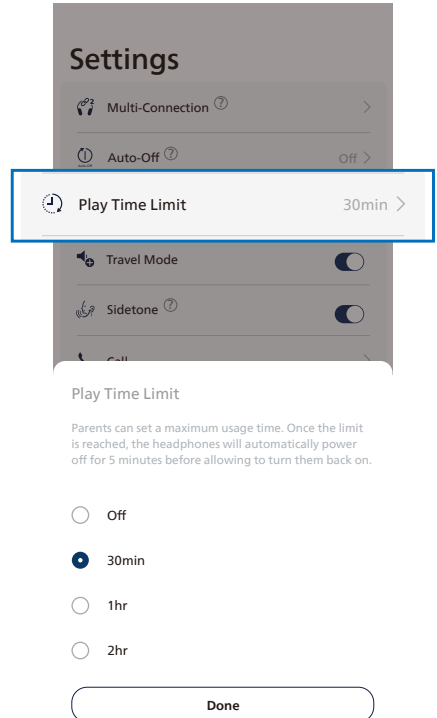 Settings
Multi-Connection ?
Auto-Off ? Off
Play Time Limit 30min
Travel Mode
Sidetone ?
Call
Play Time Limit
Parents can set a maximum usage time. Once the limit
is reached, the headphones will automatically power
off for 5 minutes before allowing to turn them back on.
Off
30min
1hr
2hr
Done